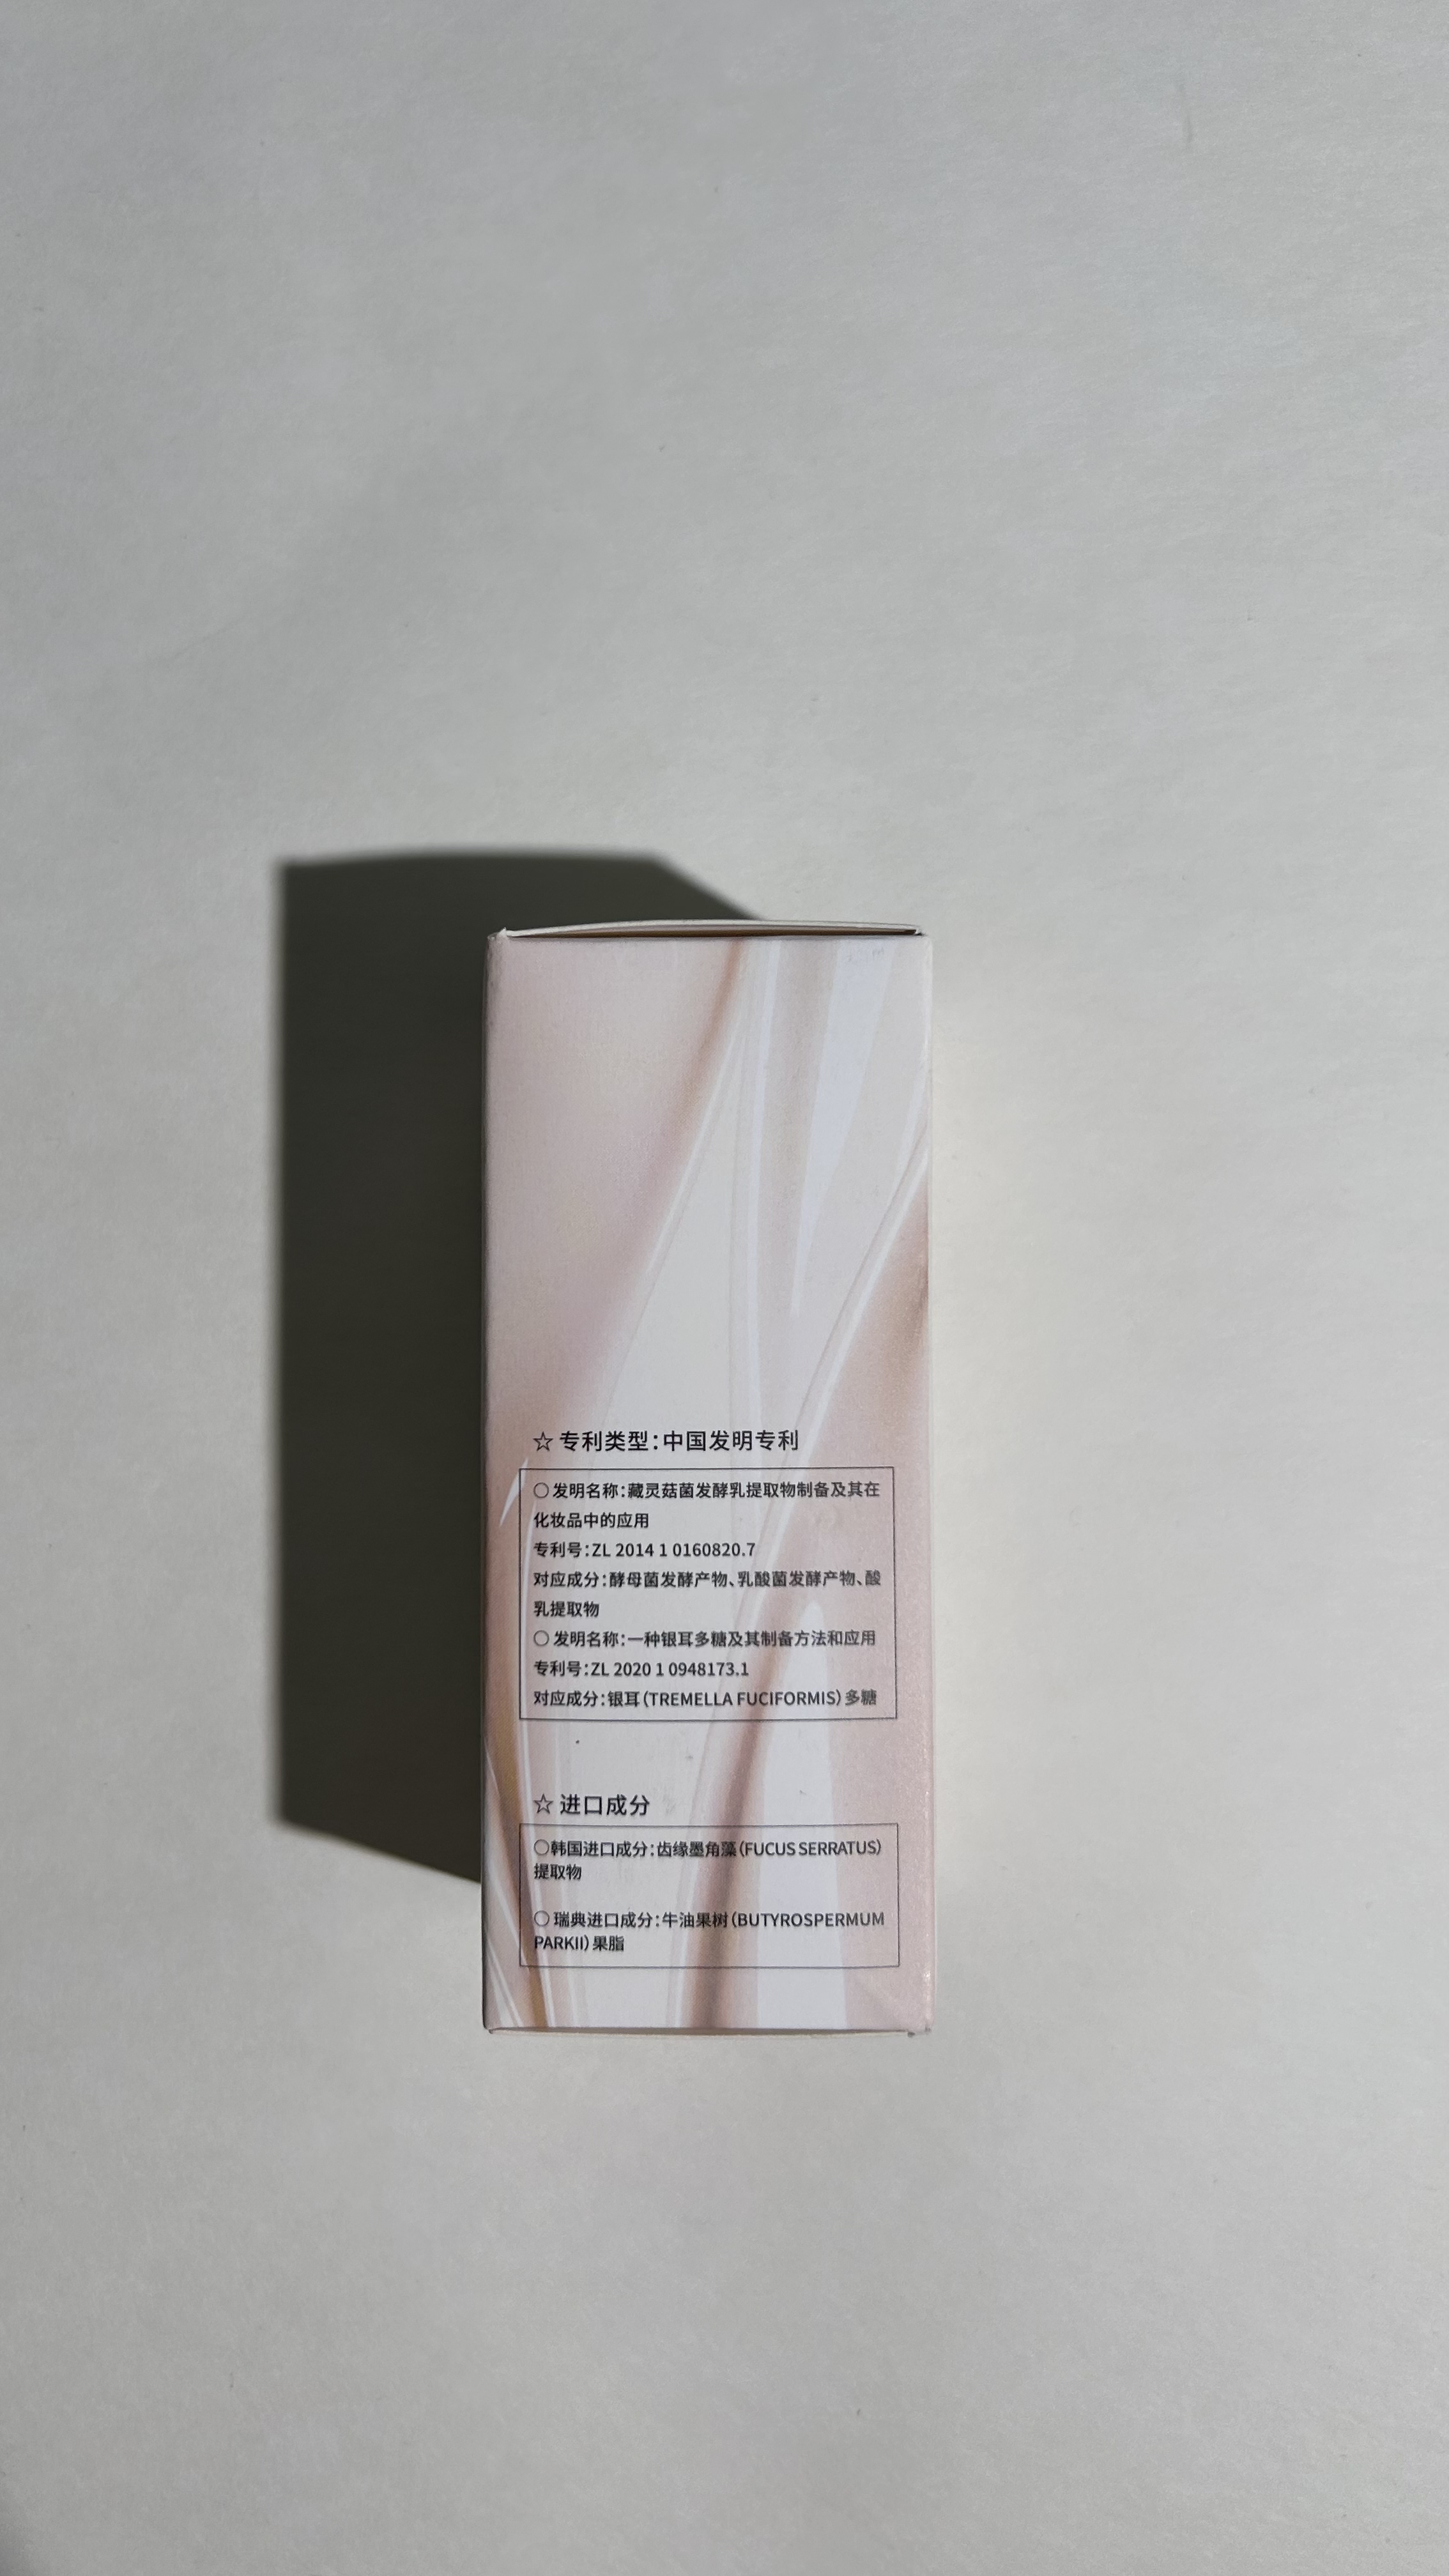 ☆ 专利类型：中国发明专利
○ 发明名称：藏灵菇菌发酵乳提取物制备及其在
化妆品中的应用
专利号：ZL 2014 1 0160820.7
对应成分：酵母菌发酵产物、乳酸菌发酵产物、酸
乳提取物
○ 发明名称：一种银耳多糖及其制备方法和应用
专利号：ZL 2020 1 0948173.1
对应成分：银耳（TREMELLA FUCIFORMIS）多糖
☆ 进口成分
○韩国进口成分：齿缘墨角藻（FUCUS SERRATUS）
提取物
○ 瑞典进口成分：牛油果树（BUTYROSPERMUM
PARKII）果脂